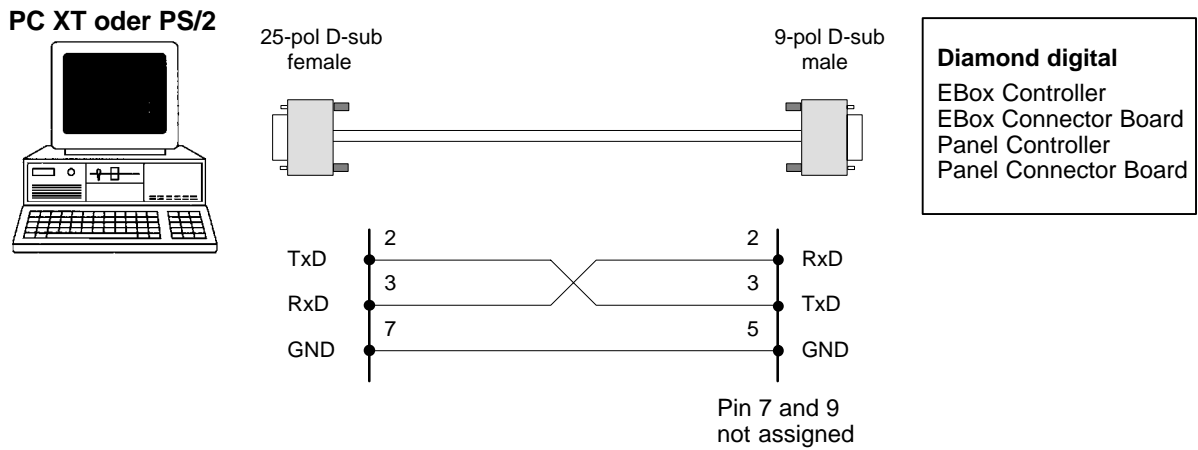 PC XT oder PS/2
25-pol D-sub
female
9-pol D-sub
male
Diamond digital
EBox Controller
EBox Connector Board
Panel Controller
Panel Connector Board
TxD 2 2 RxD
RxD 3 3 TxD
GND 7 5 GND
Pin 7 and 9
not assigned